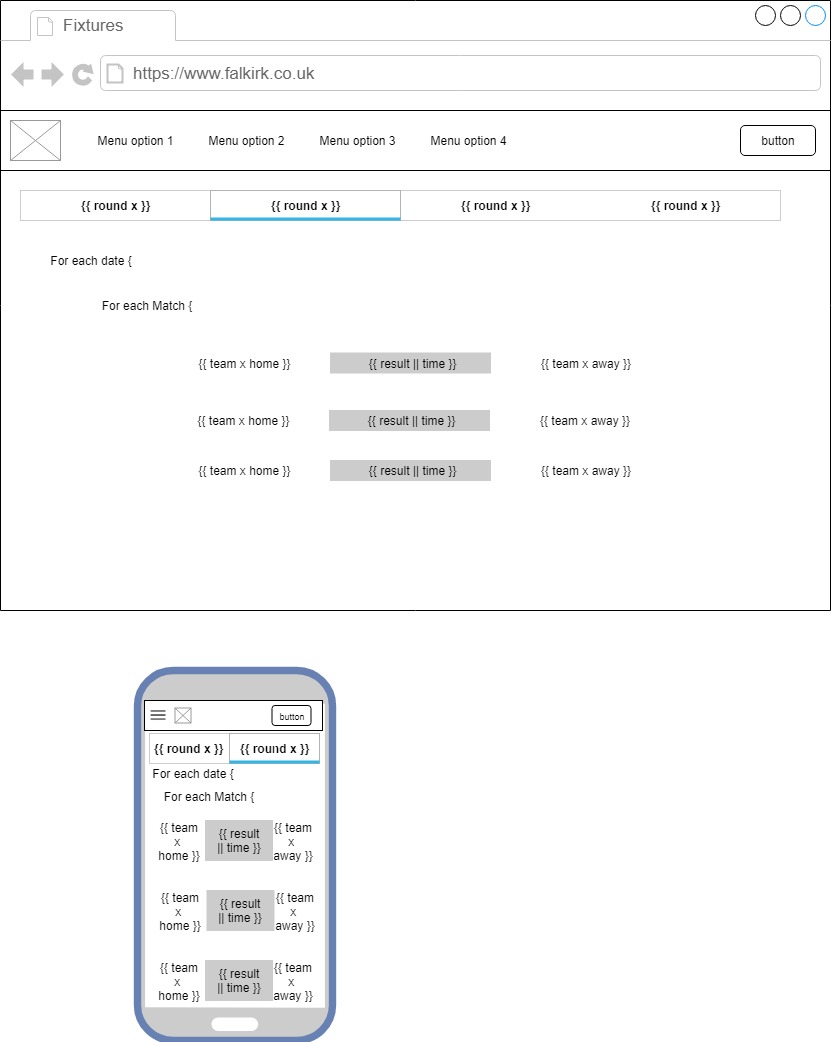 Fixtures
https://www.falkirk.co.uk
Menu option 1 Menu option 2 Menu option 3 Menu option 4 button
{{ round x }} {{ round x }} {{ round x }} {{ round x }}
For each date {
For each Match {
{{ team x home }} {{ result || time }} {{ team x away }}
{{ team x home }} {{ result || time }} {{ team x away }}
{{ team x home }} {{ result || time }} {{ team x away }}
button
{{ round x }} {{ round x }}
For each date {
For each Match {
{{ team
x
home }}
{{ result
|| time }}
{{ team
x
away }}
{{ team
x
home }}
{{ result
|| time }}
{{ team
x
away }}
{{ team
x
home }}
{{ result
|| time }}
{{ team
x
away }}